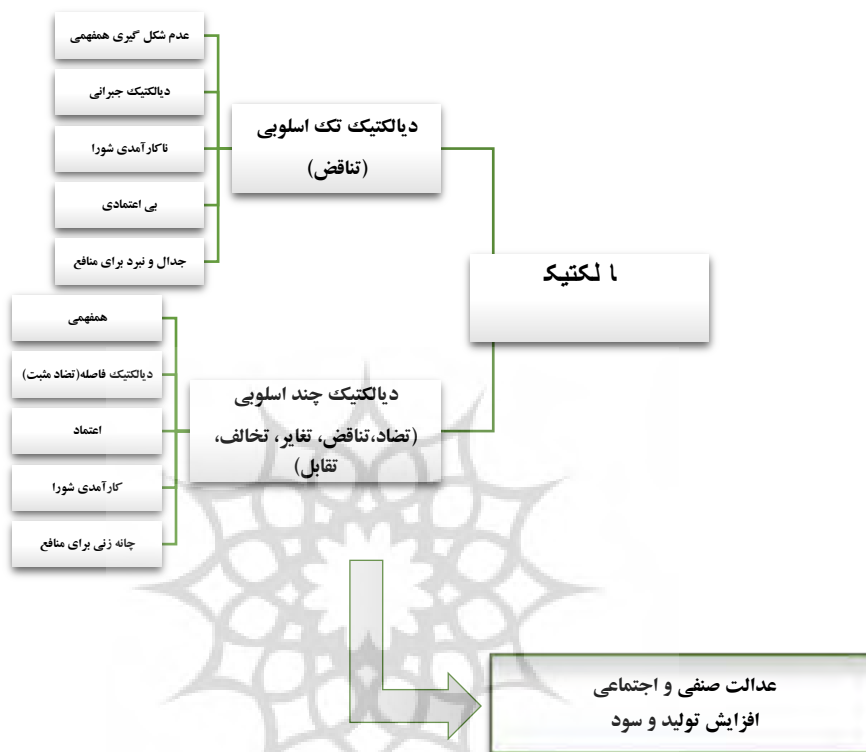 عدم شکل گیری همفهمی
دیالکتیک جبرانی
ناکارآمدی شورا
بی اعتمادی
جدال و نبرد برای منافع
دیالکتیک تک اسلوبی
(تناقض)
ا لکتیک
همفهمی
دیالکتیک فاصله(تضاد مثبت)
اعتماد
کارآمدی شورا
چانه زنی برای منافع
دیالکتیک چند اسلوبی
(تضاد،تناقض، تغایر، تخالف،
تقابل)
عدالت صنفی و اجتماعی
افزایش تولید و سود